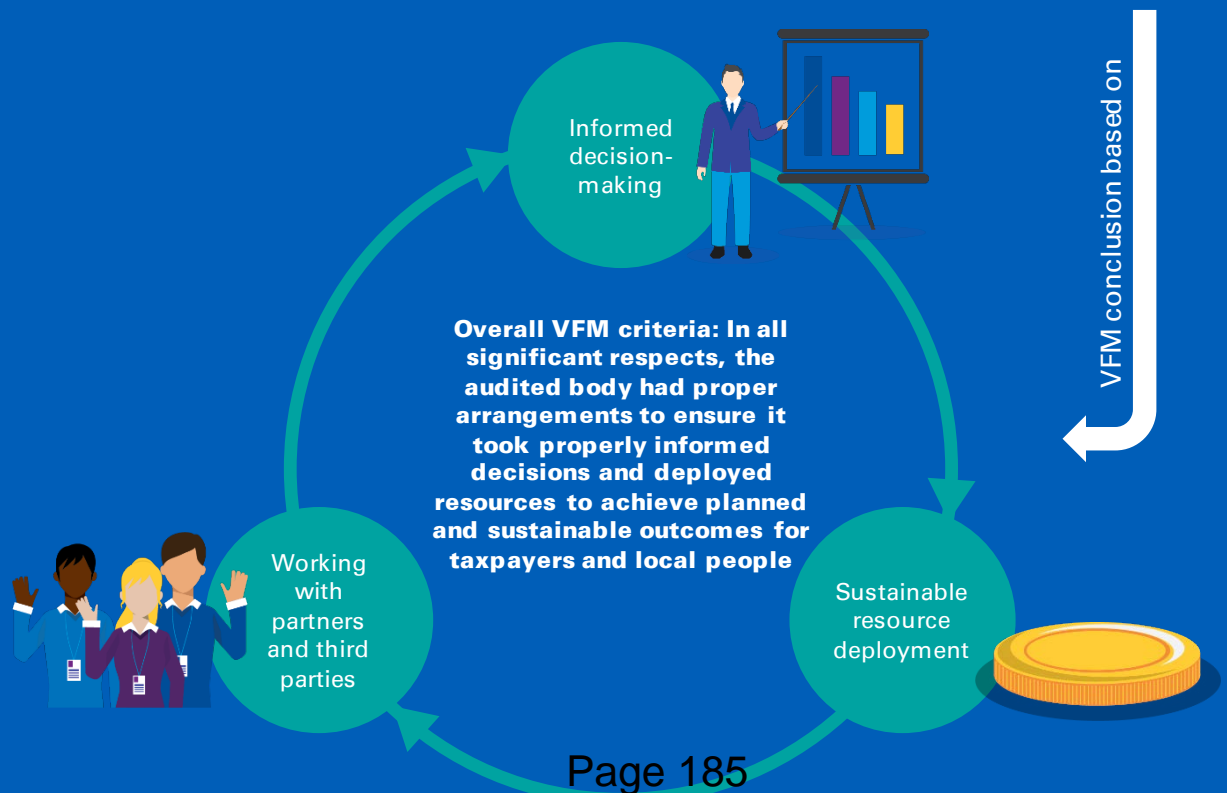 Informed
decision-
making
VFM conclusion based on
Overall VFM criteria: In all
significant respects, the
audited body had proper
arrangements to ensure it
took properly informed
decisions and deployed
resources to achieve planned
and sustainable outcomes for
taxpayers and local people
Working
with
partners
and third
parties
Sustainable
resource
deployment
Page 185